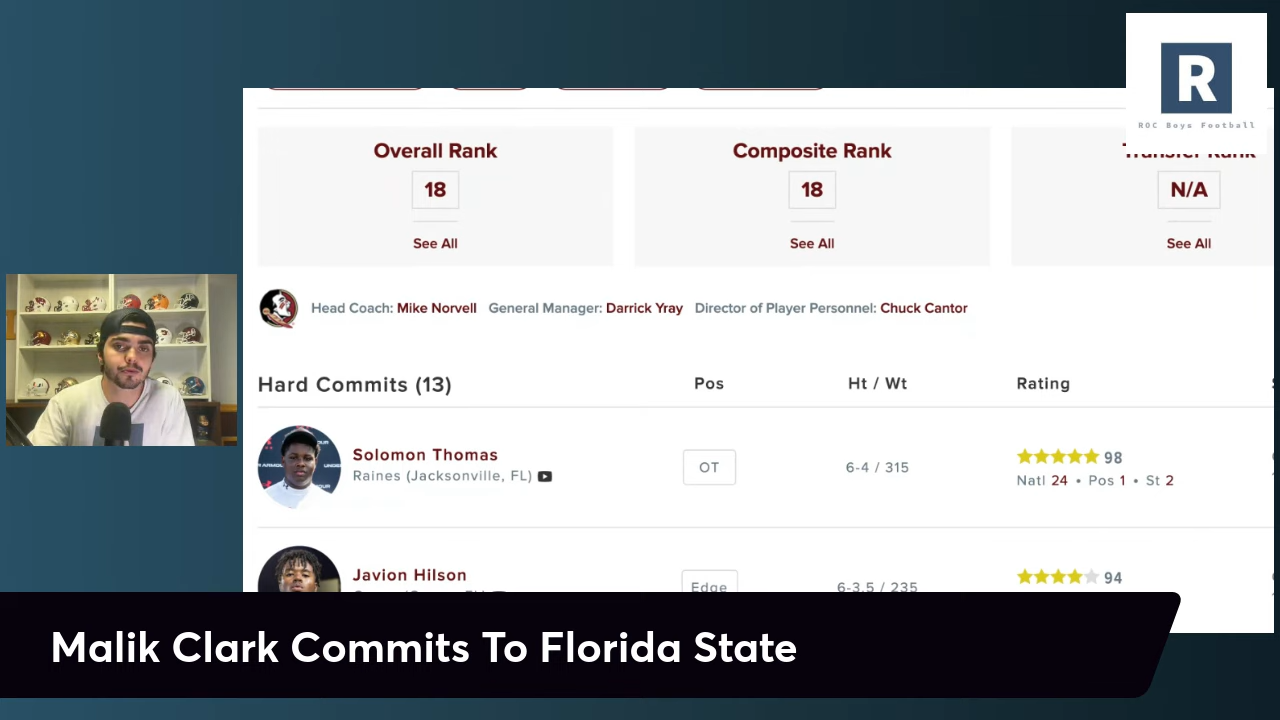 R
ROC Boys Football
Overall Rank
18
See All
Composite Rank
18
See All
Transfer Rank
N/A
See All
Head Coach: Mike Norvell General Manager: Darrick Yray Director of Player Personnel: Chuck Cantor
Hard Commits (13) Pos Ht / Wt Rating
Solomon Thomas
Raines (Jacksonville, FL)
OT
6-4 / 315
98
Natl 24 • Pos 1 • St 2
Javion Hilson
Edge
6-3.5 / 235
94
Malik Clark Commits To Florida State